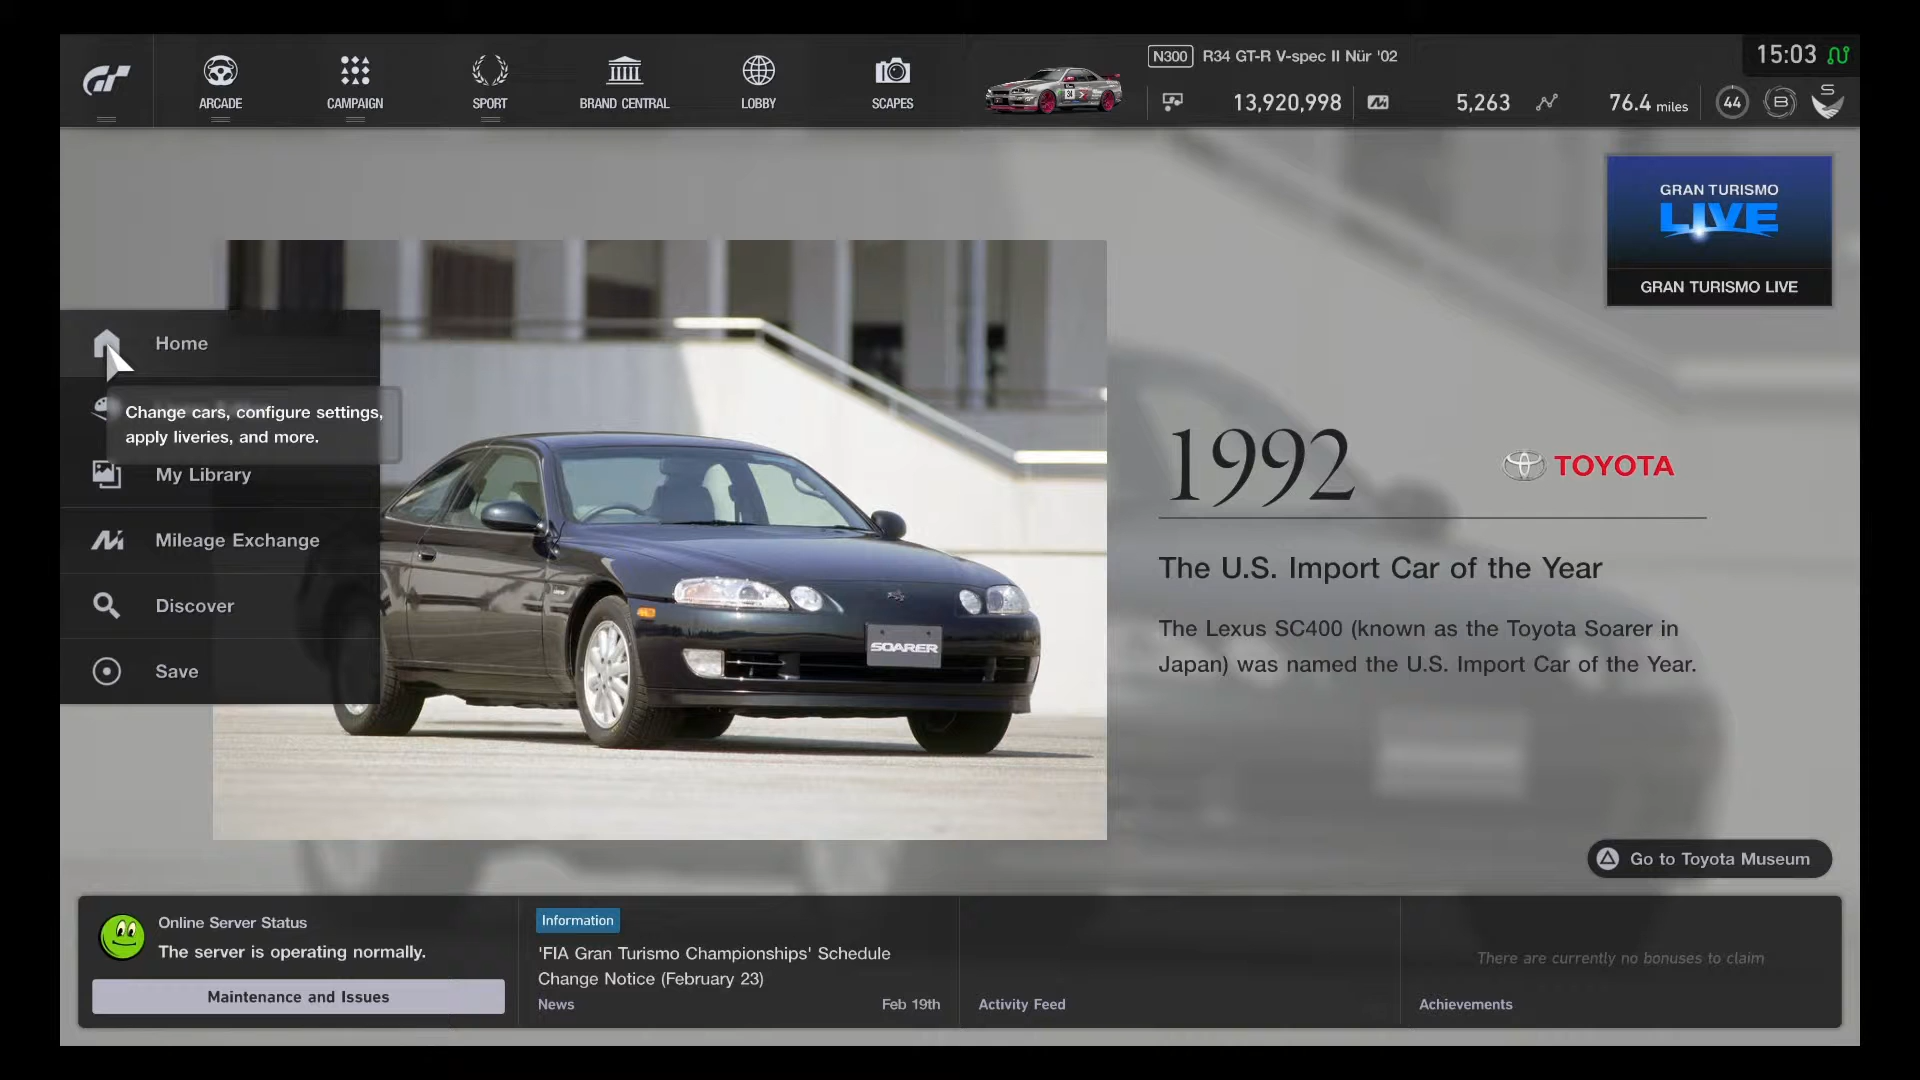 N300 R34 GT-R V-spec II Nür '02
15:03
ARCADE
CAMPAIGN
SPORT
BRAND CENTRAL
LOBBY
SCAPES
13,920,998
5,263
76.4 miles
44
B
S
GRAN TURISMO
LIVE
GRAN TURISMO LIVE
Home
Change cars, configure settings,
apply liveries, and more.
My Library
Mileage Exchange
Discover
Save
SOARER
1992
TOYOTA
The U.S. Import Car of the Year
The Lexus SC400 (known as the Toyota Soarer in
Japan) was named the U.S. Import Car of the Year.
Go to Toyota Museum
Online Server Status
The server is operating normally.
Maintenance and Issues
Information
'FIA Gran Turismo Championships' Schedule
Change Notice (February 23)
News
Feb 19th
Activity Feed
There are currently no bonuses to claim
Achievements